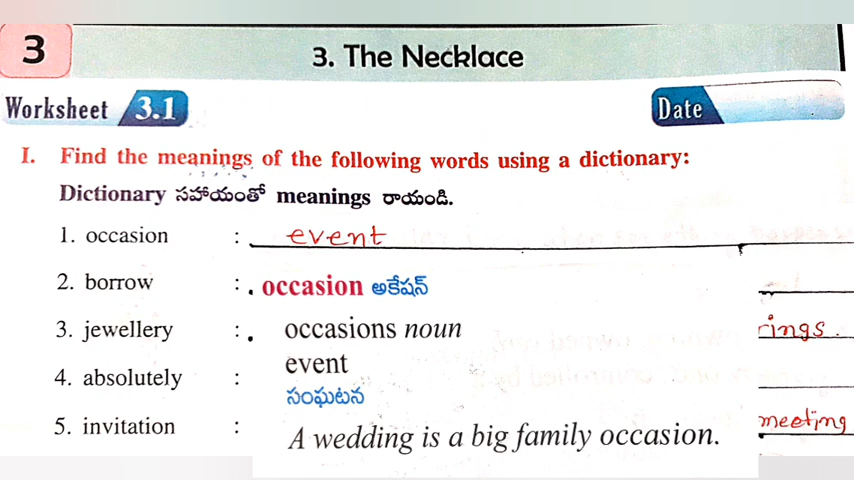 3
3. The Necklace
Worksheet 3.1
Date
I. Find the meanings of the following words using a dictionary:
Dictionary సహాయంతో meanings రాయండి.
1. occasion : event
2. borrow :
3. jewellery : rings.
4. absolutely :
5. invitation : meeting
occasion అకేషన్
occasions noun
event
సంఘటన
A wedding is a big family occasion.